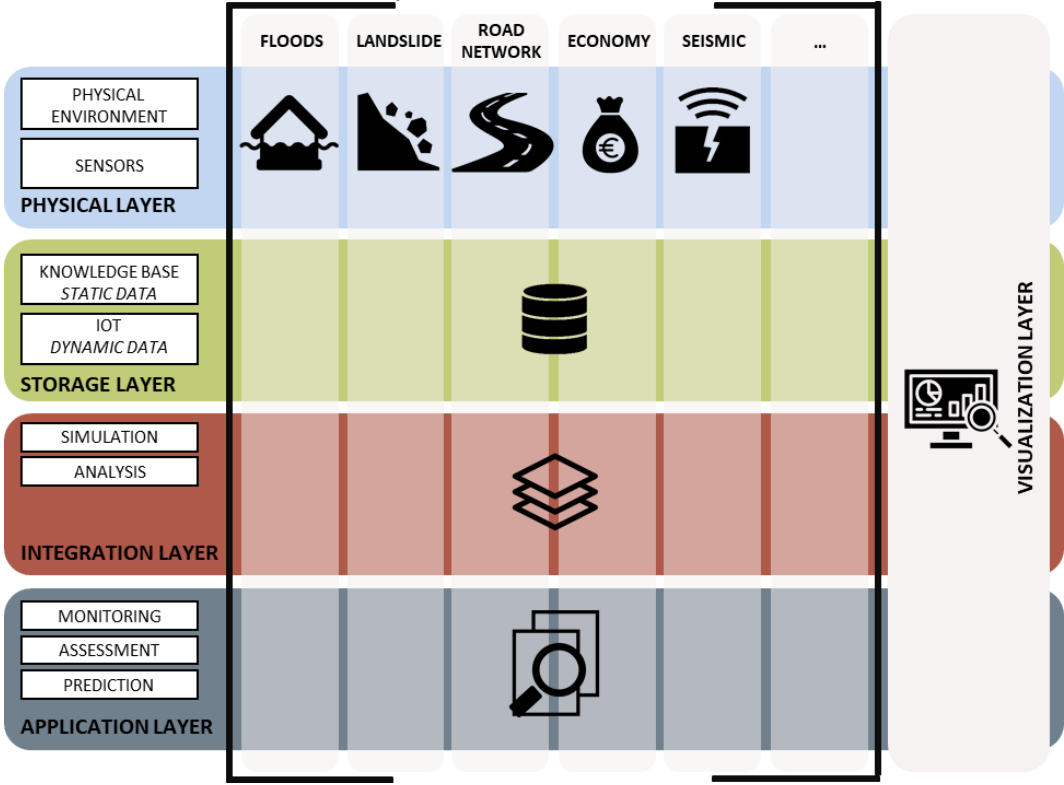 FLOODS
LANDSLIDE
ROAD
NETWORK
ECONOMY
SEISMIC
...
PHYSICAL
ENVIRONMENT
SENSORS
PHYSICAL LAYER
€
KNOWLEDGE BASE
STATIC DATA
IOT
DYNAMIC DATA
STORAGE LAYER
SIMULATION
ANALYSIS
INTEGRATION LAYER
MONITORING
ASSESSMENT
PREDICTION
APPLICATION LAYER
VISUALIZATION LAYER